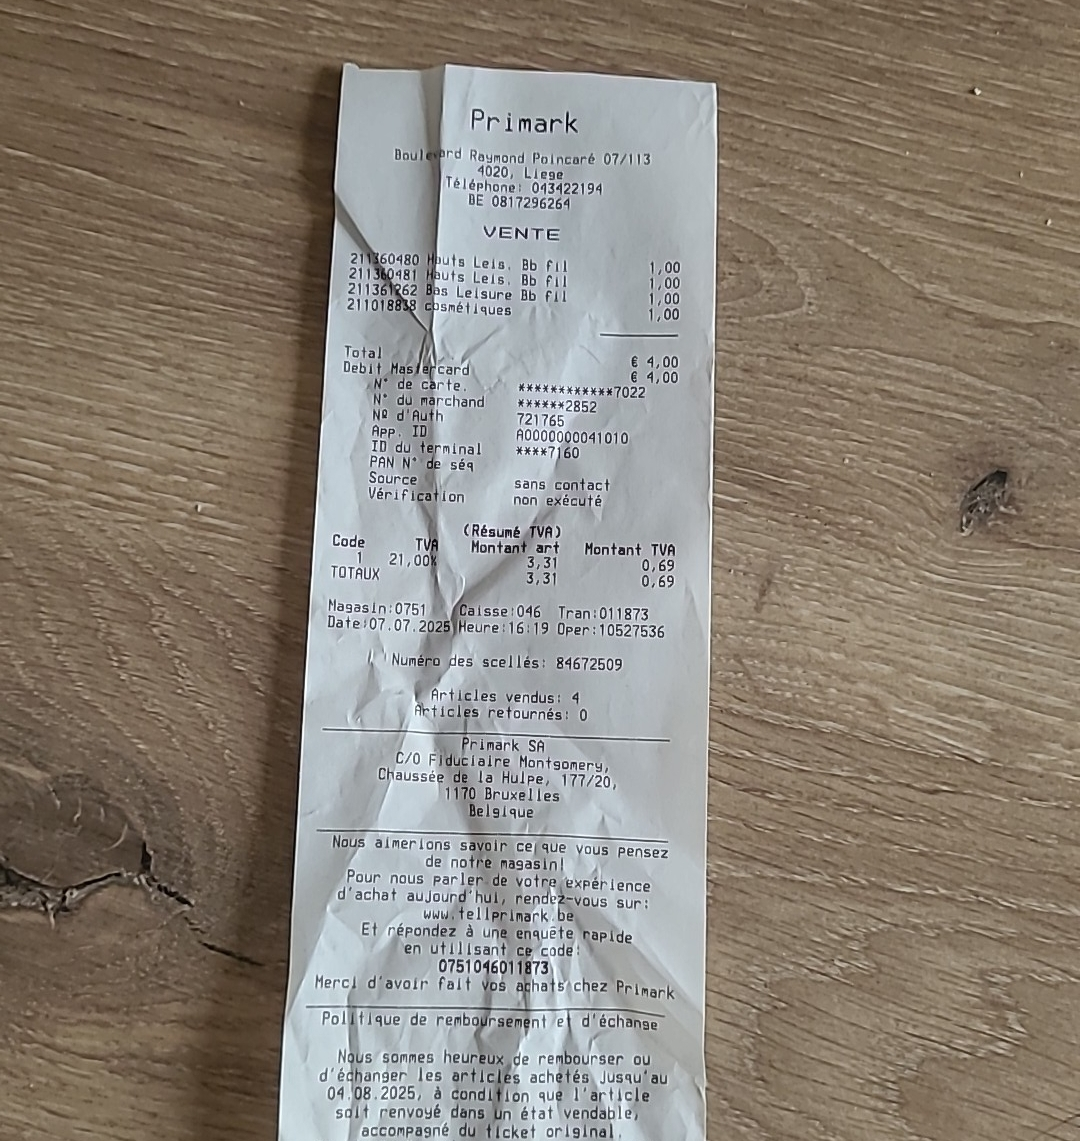 Primark
Boulevard Raymond Poincaré 07/113
4020, Liege
Téléphone: 043422194
BE 0817296264
VENTE
211360480 Hauts Leis. Bb fil 1,00
211360481 Hauts Leis. Bb fil 1,00
211361262 Bas Leisure Bb fil 1,00
211018838 cosmétiques 1,00
Total € 4,00
Debit Mastercard € 4,00
N° de carte. ************7022
N° du marchand ******2852
Nº d'Auth 721765
App. ID A0000000041010
ID du terminal ****7160
PAN N° de séq
Source sans contact
Vérification non exécuté
(Résumé TVA)
Code TVA Montant art Montant TVA
1 21,00% 3,31 0,69
TOTAUX 3,31 0,69
Magasin:0751 Caisse:046 Tran:011873
Date:07.07.2025 Heure:16:19 Oper:10527536
Numéro des scellés: 84672509
Articles vendus: 4
Articles retournés: 0
Primark SA
C/O Fiduciaire Montgomery,
Chaussée de la Hulpe, 177/20,
1170 Bruxelles
Belgique
Nous aimerions savoir ce que vous pensez
de notre magasin!
Pour nous parler de votre expérience
d'achat aujourd'hui, rendez-vous sur:
www.tellprimark.be
Et répondez à une enquête rapide
en utilisant ce code:
0751046011873
Merci d'avoir fait vos achats chez Primark
Politique de remboursement et d'échange
Nous sommes heureux de rembourser ou
d'échanger les articles achetés jusqu'au
04.08.2025, à condition que l'article
soit renvoyé dans un état vendable,
accompagné du ticket original.